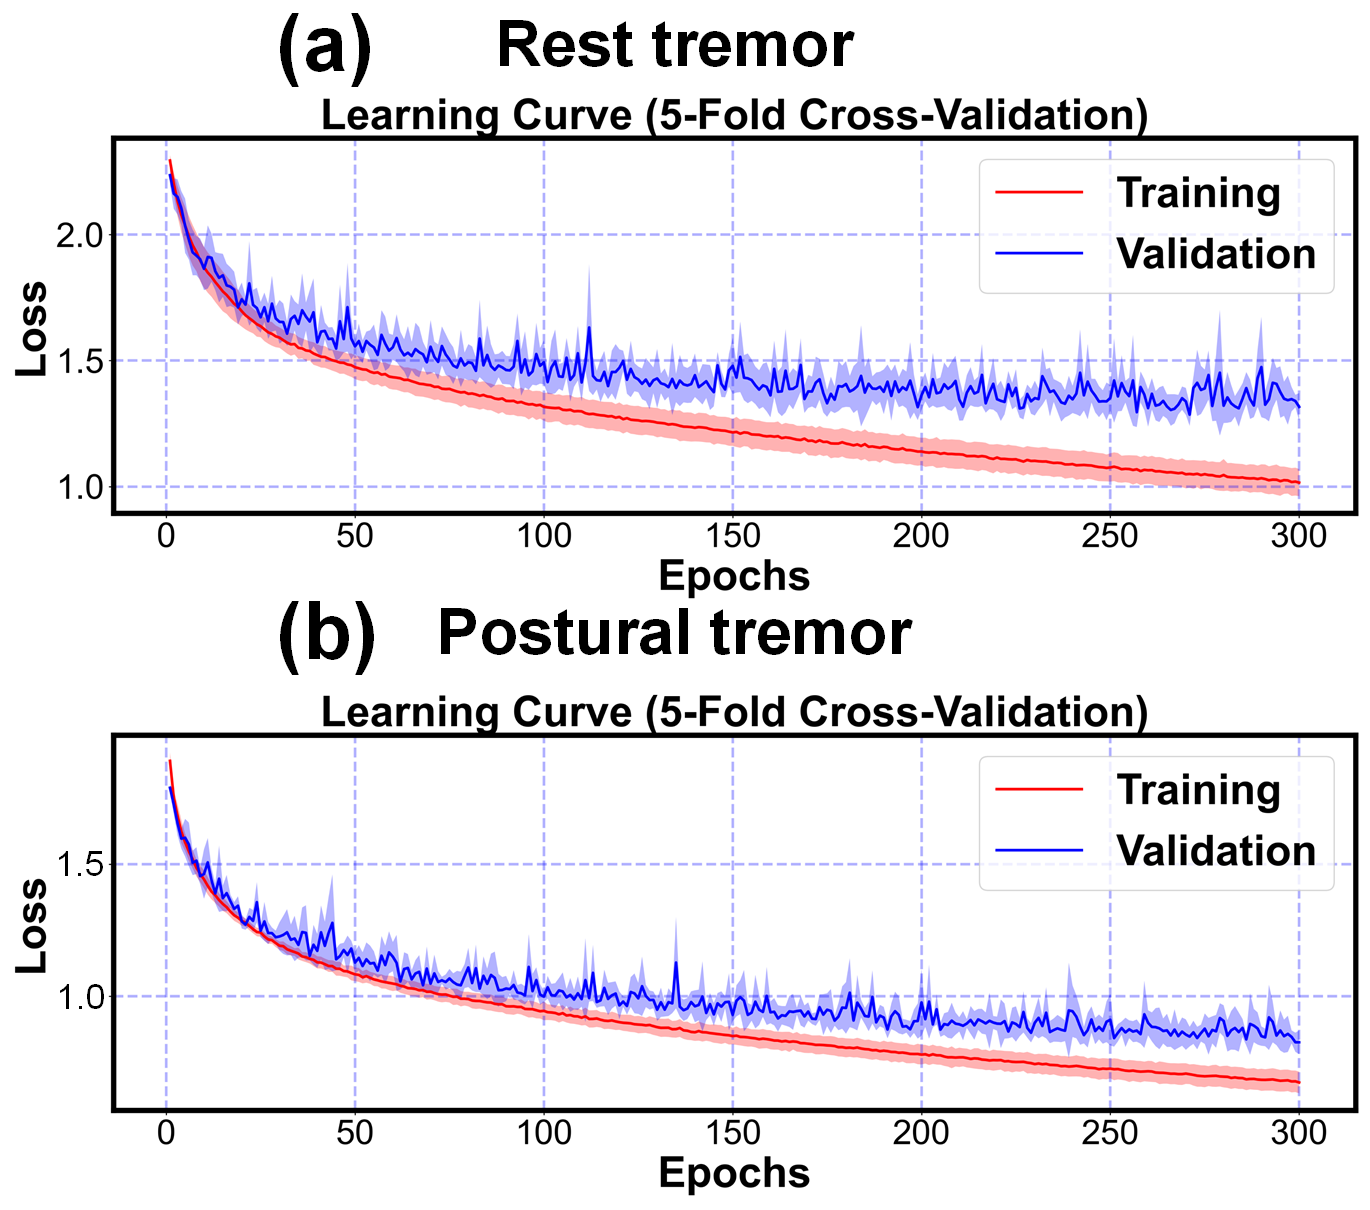 (a) Rest tremor
Learning Curve (5-Fold Cross-Validation)
Training
Validation
2.0
1.5
1.0
Loss
0 50 100 150 200 250 300
Epochs
(b) Postural tremor
Learning Curve (5-Fold Cross-Validation)
Training
Validation
1.5
1.0
Loss
0 50 100 150 200 250 300
Epochs